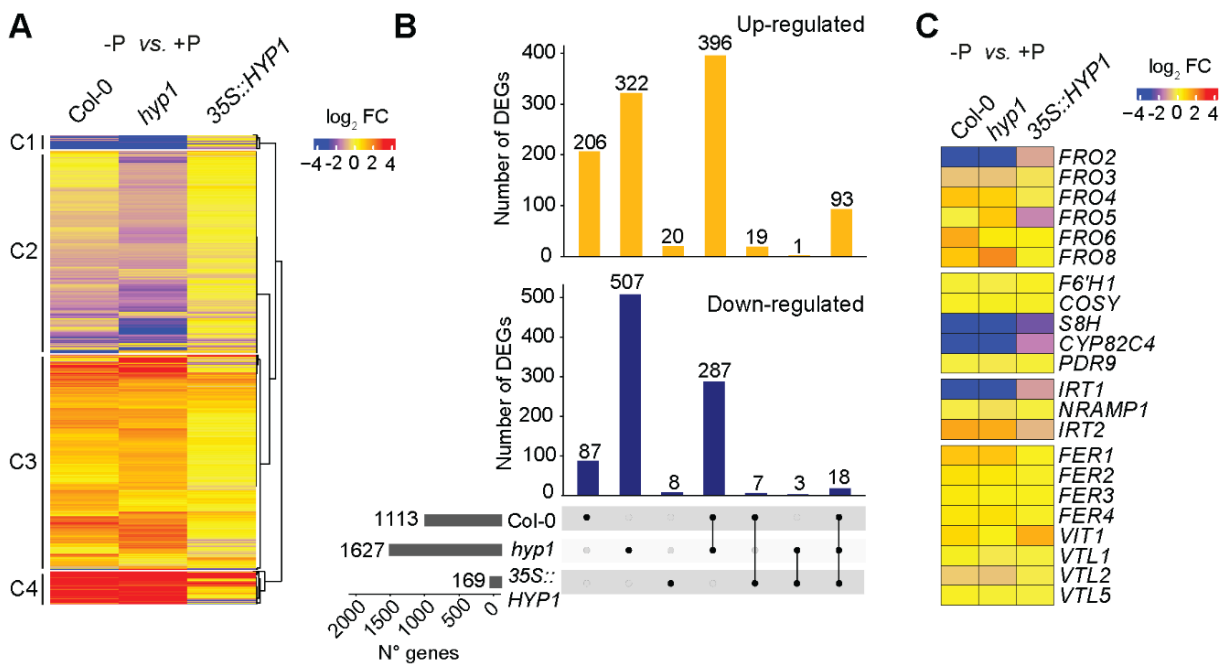 A
-P vs. +P
Col-0
hyp1
35S::HYP1
log2 FC
−4 −2 0 2 4
C1
C2
C3
C4
B
Up-regulated
Number of DEGs
400
300
200
100
0
206
322
20
396
19
1
93
Down-regulated
Number of DEGs
500
400
300
200
100
0
87
507
8
287
7
3
18
1113
Col-0
1627
hyp1
169
35S::
HYP1
2000
1500
1000
500
0
N° genes
C
-P vs. +P
Col-0
hyp1
35S::HYP1
log2 FC
−4 −2 0 2 4
FRO2
FRO3
FRO4
FRO5
FRO6
FRO8
F6'H1
COSY
S8H
CYP82C4
PDR9
IRT1
NRAMP1
IRT2
FER1
FER2
FER3
FER4
VIT1
VTL1
VTL2
VTL5